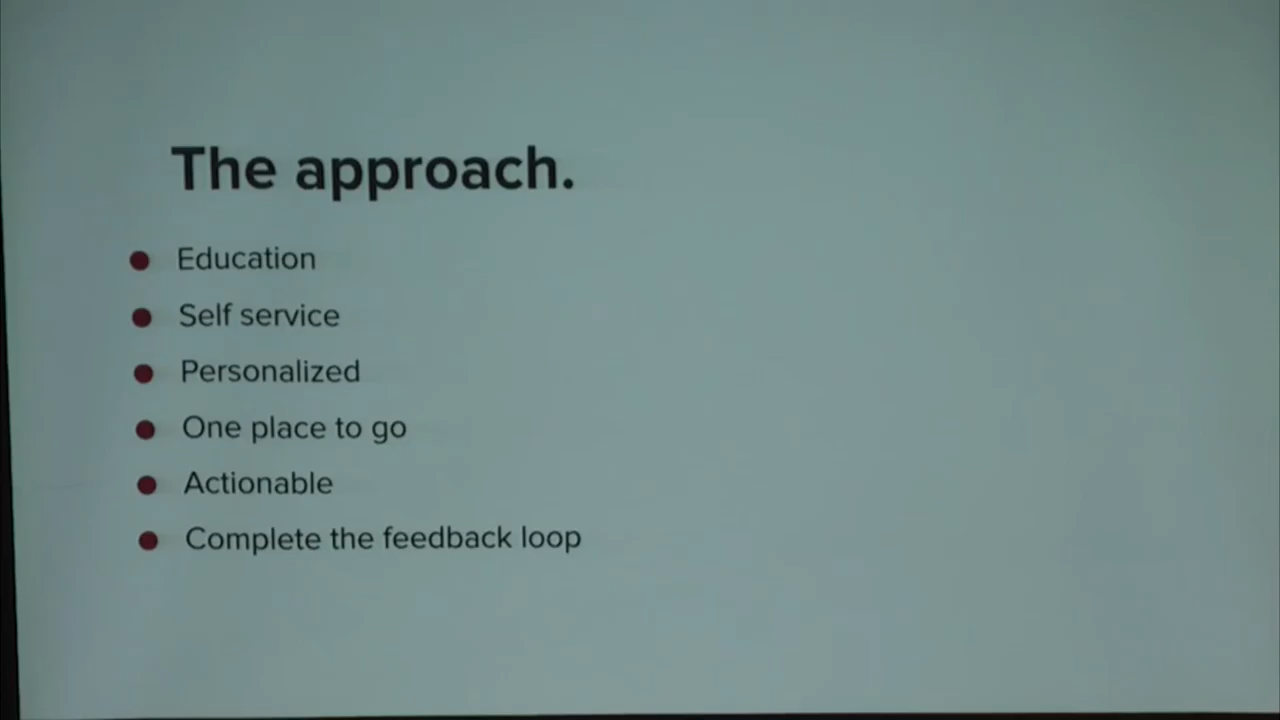 The approach.
Education
Self service
Personalized
One place to go
Actionable
Complete the feedback loop